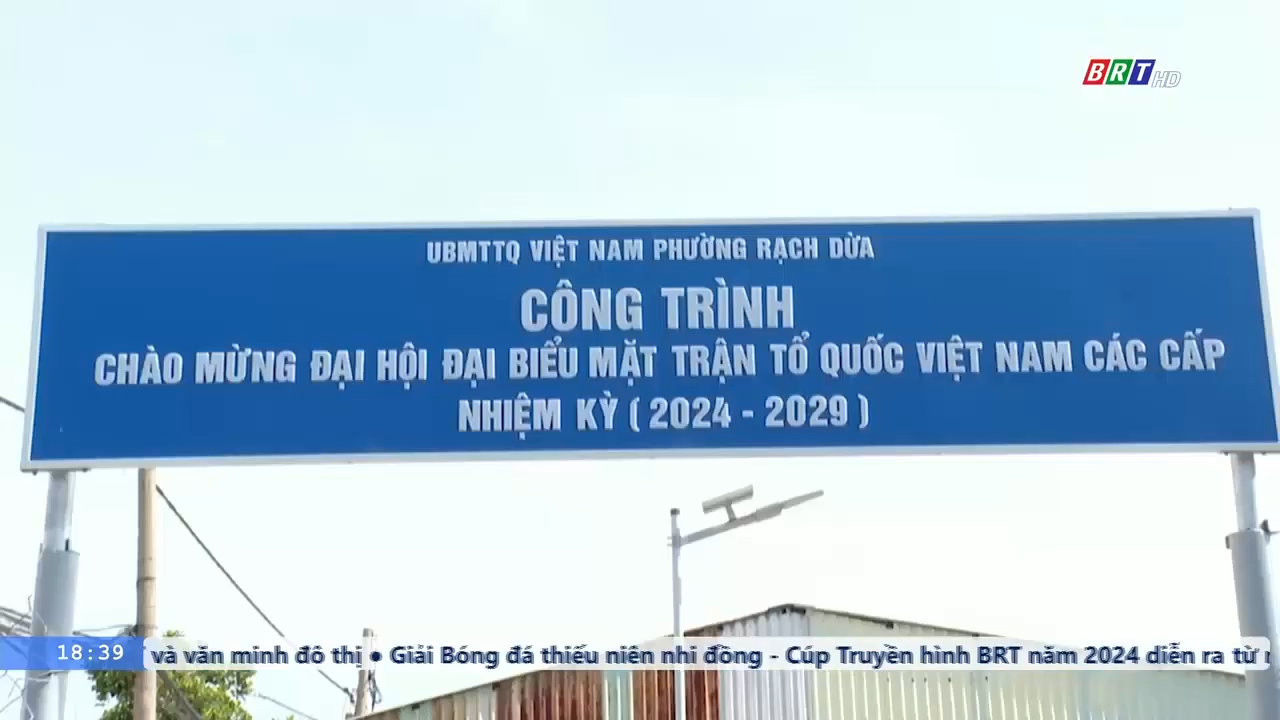 BRT HD
UBMTTQ VIỆT NAM PHƯỜNG RẠCH DỪA
CÔNG TRÌNH
CHÀO MỪNG ĐẠI HỘI ĐẠI BIỂU MẶT TRẬN TỔ QUỐC VIỆT NAM CÁC CẤP
NHIỆM KỲ ( 2024 - 2029 )
18:39 và văn minh đô thị • Giải Bóng đá thiếu niên nhi đồng - Cúp Truyền hình BRT năm 2024 diễn ra từ